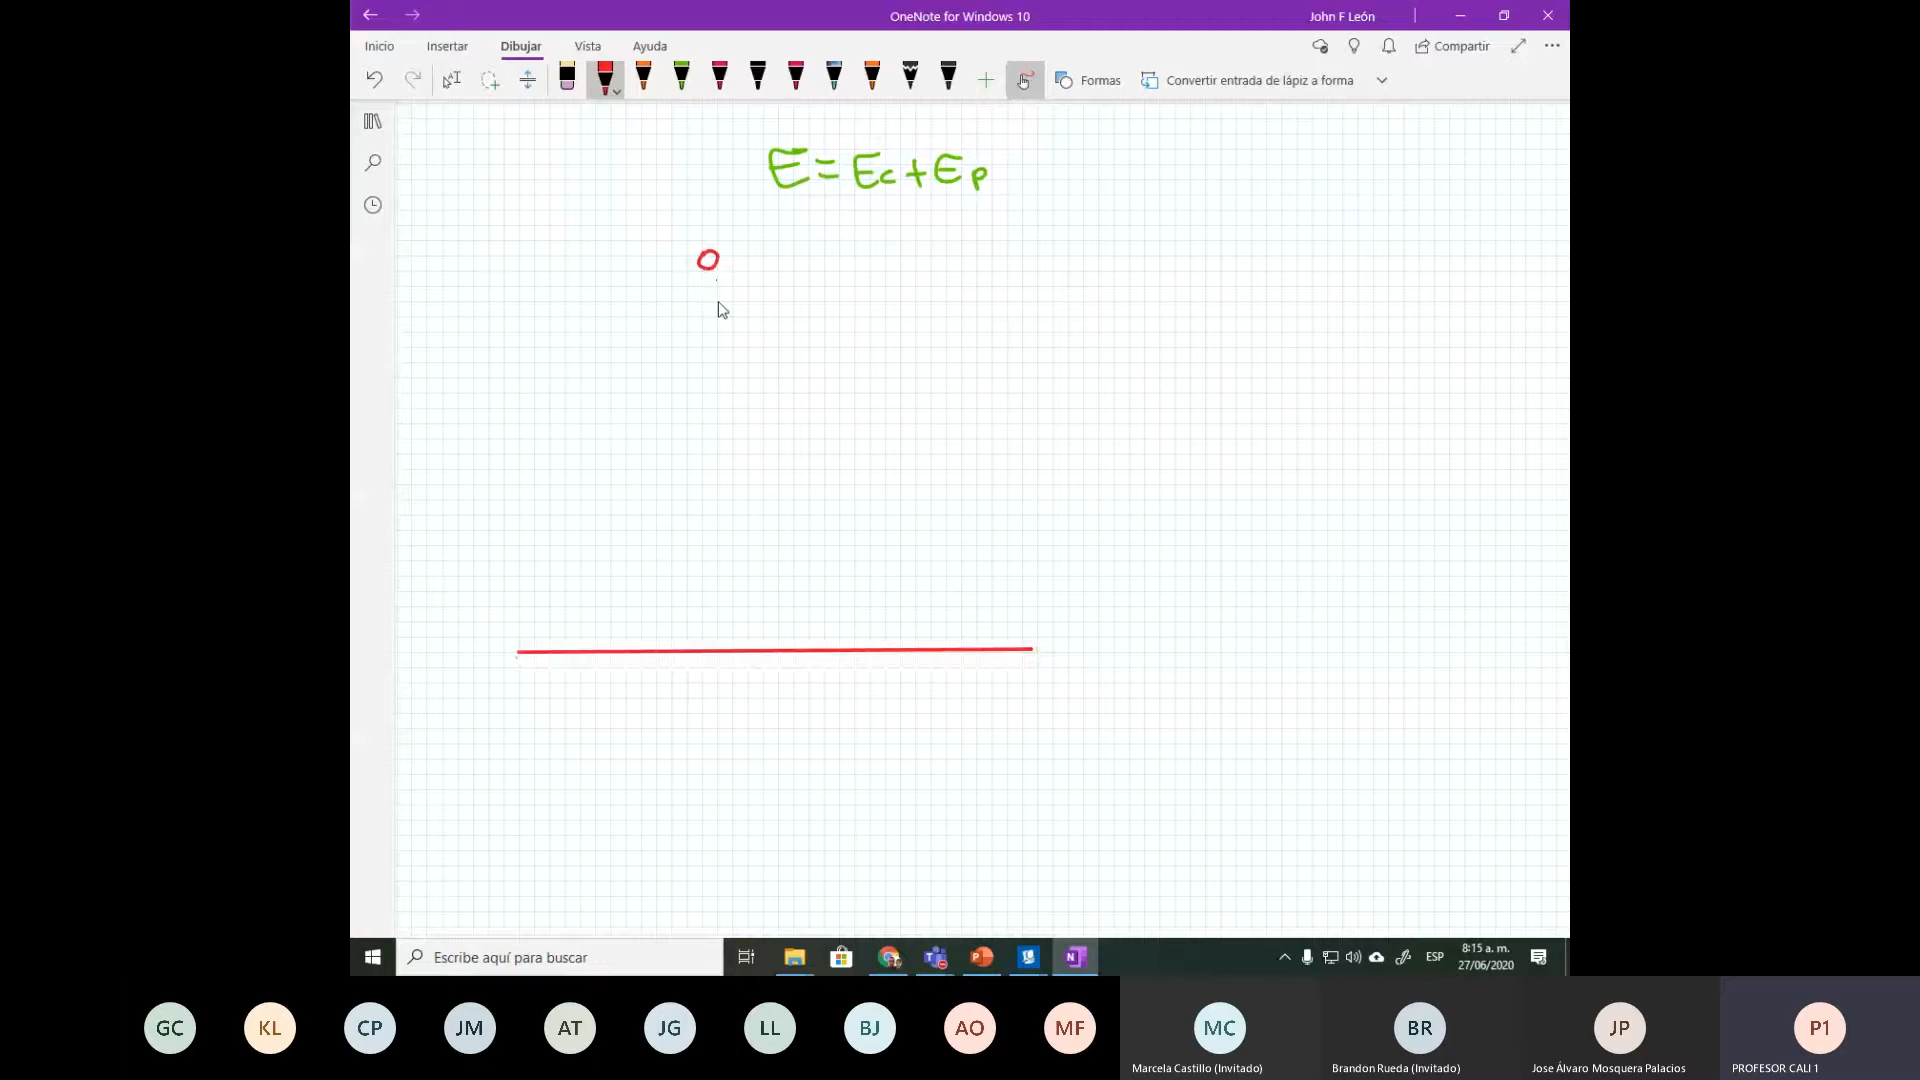 OneNote for Windows 10
John F León
Inicio
Insertar
Dibujar
Vista
Ayuda
Compartir
Formas
Convertir entrada de lápiz a forma
E = Ec + Ep
Escribe aquí para buscar
ESP
8:15 a. m.
27/06/2020
GC
KL
CP
JM
AT
JG
LL
BJ
AO
MF
MC
BR
JP
P1
Marcela Castillo (Invitado)
Brandon Rueda (Invitado)
Jose Álvaro Mosquera Palacios
PROFESOR CALI 1